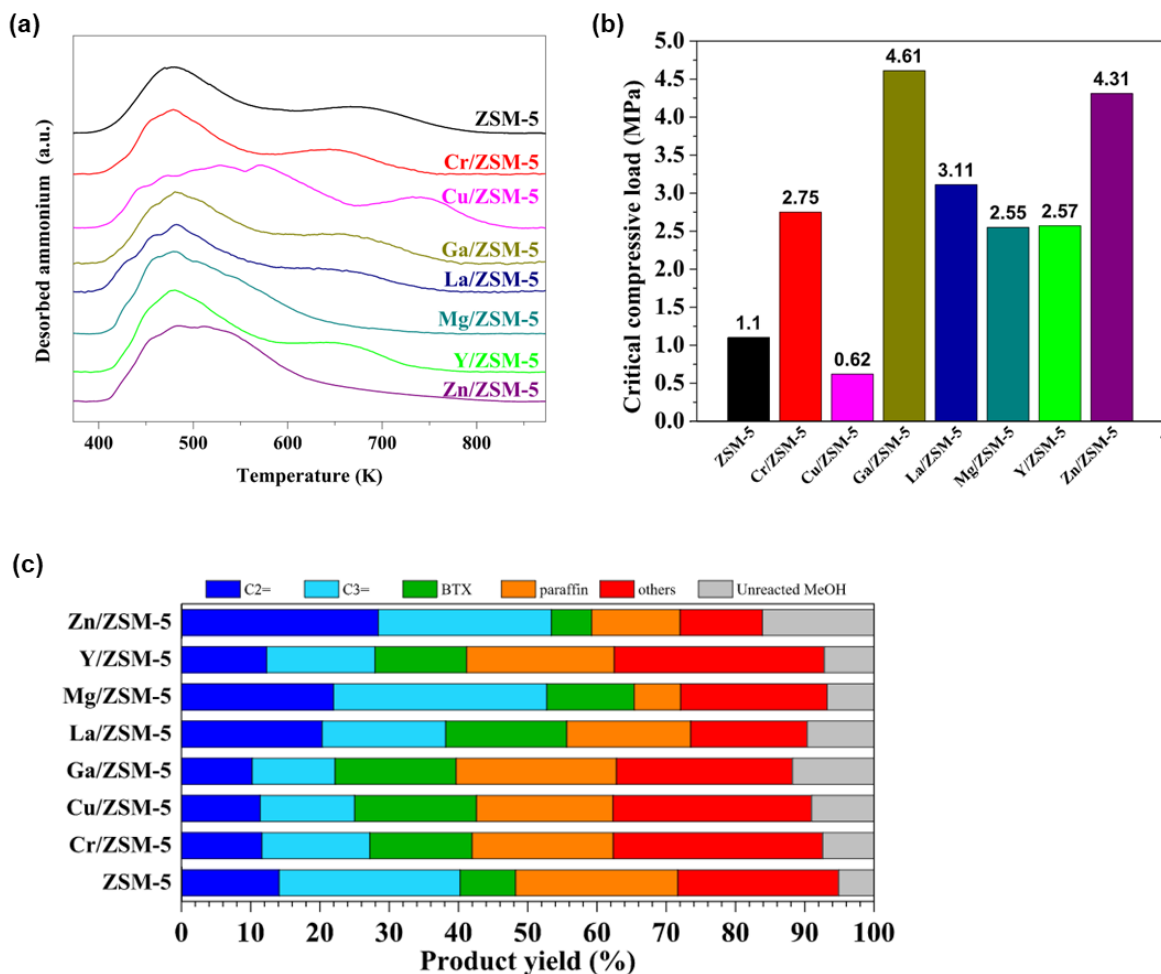 (a)
Desorbed ammonium (a.u.)
ZSM-5
Cr/ZSM-5
Cu/ZSM-5
Ga/ZSM-5
La/ZSM-5
Mg/ZSM-5
Y/ZSM-5
Zn/ZSM-5
400 500 600 700 800
Temperature (K)
(b)
Critical compressive load (MPa)
5.0
4.5
4.0
3.5
3.0
2.5
2.0
1.5
1.0
0.5
0.0
1.1
2.75
0.62
4.61
3.11
2.55
2.57
4.31
ZSM-5
Cr/ZSM-5
Cu/ZSM-5
Ga/ZSM-5
La/ZSM-5
Mg/ZSM-5
Y/ZSM-5
Zn/ZSM-5
(c)
C2= C3= BTX paraffin others Unreacted MeOH
Zn/ZSM-5
Y/ZSM-5
Mg/ZSM-5
La/ZSM-5
Ga/ZSM-5
Cu/ZSM-5
Cr/ZSM-5
ZSM-5
0 10 20 30 40 50 60 70 80 90 100
Product yield (%)